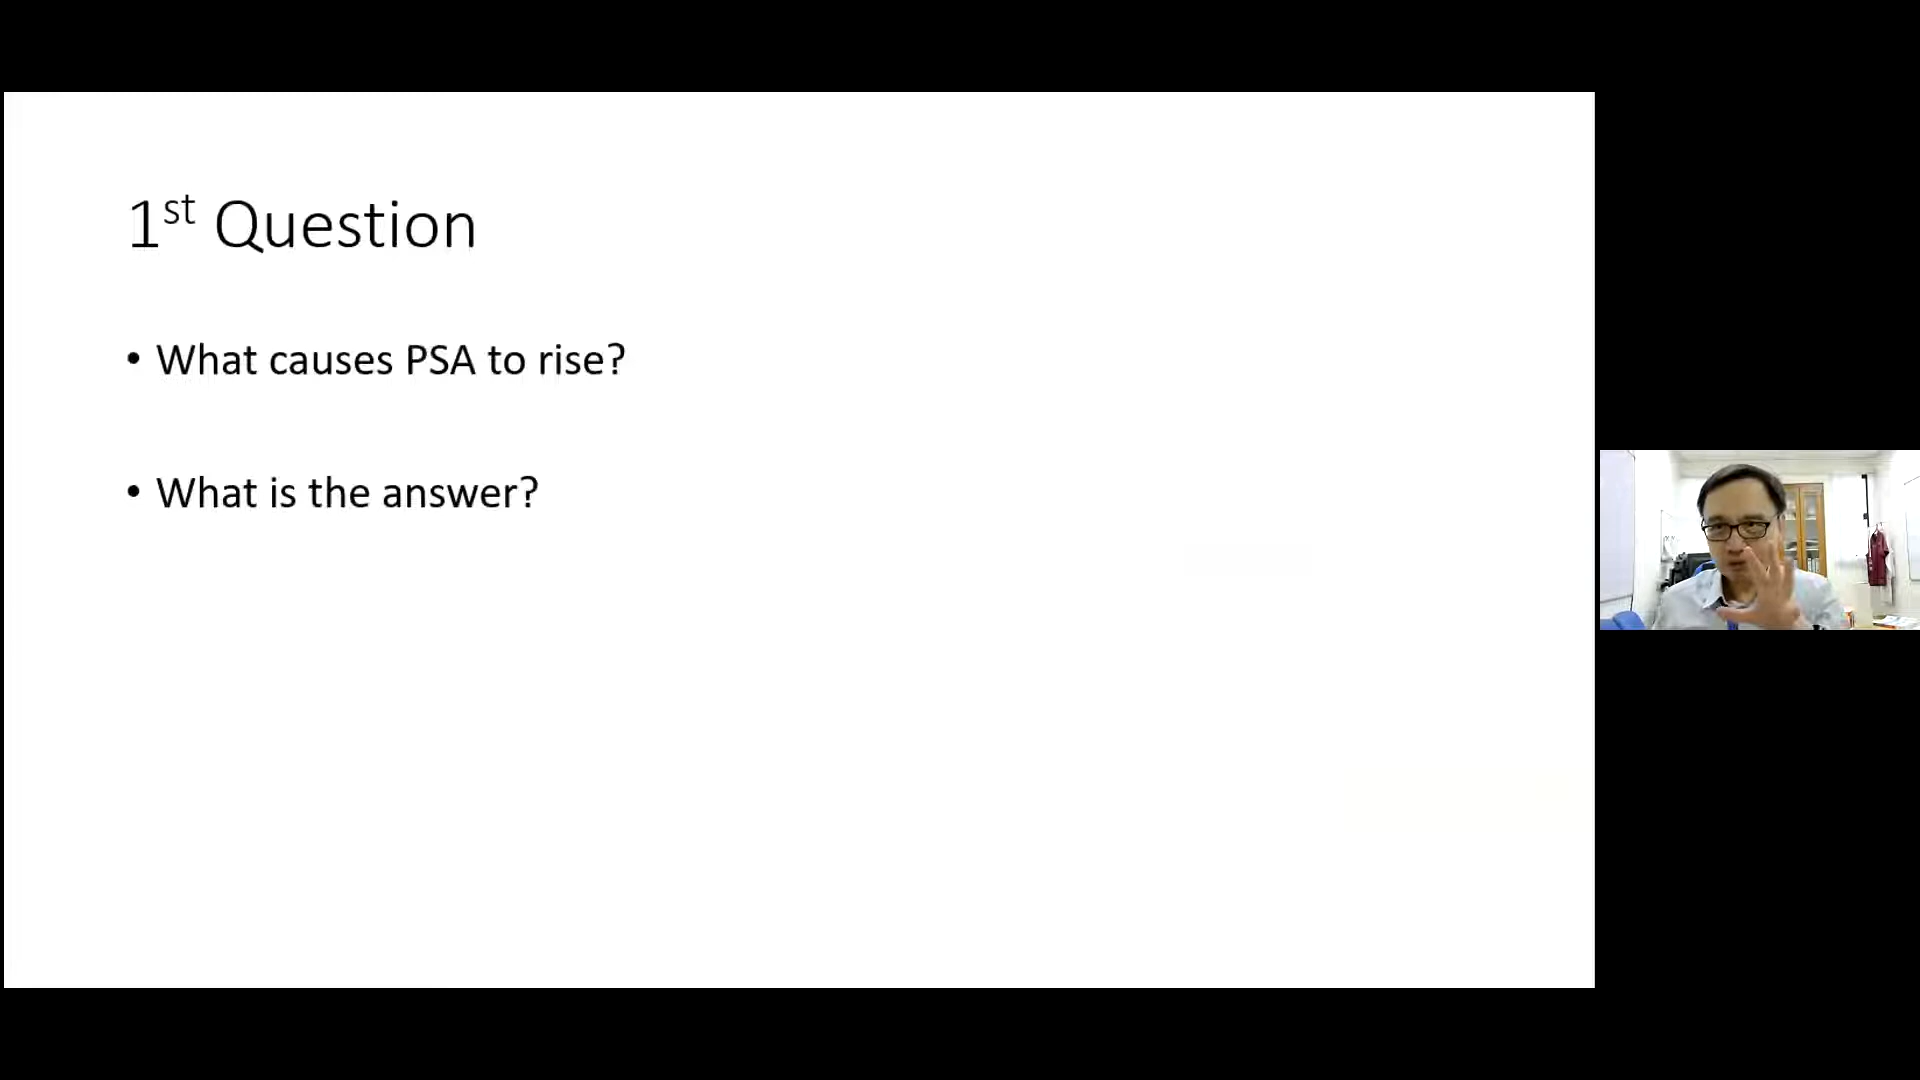 1st Question
• What causes PSA to rise?
• What is the answer?